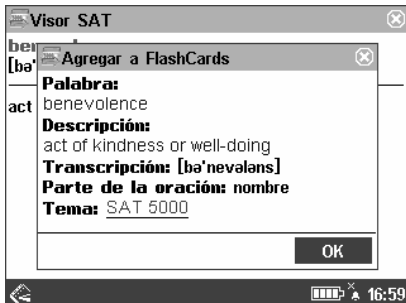 Visor SAT
Agregar a FlashCards
[bə'
act
Palabra:
benevolence
Descripción:
act of kindness or well-doing
Transcripción: [bə'nevələns]
Parte de la oración: nombre
Tema: SAT 5000
OK
16:59